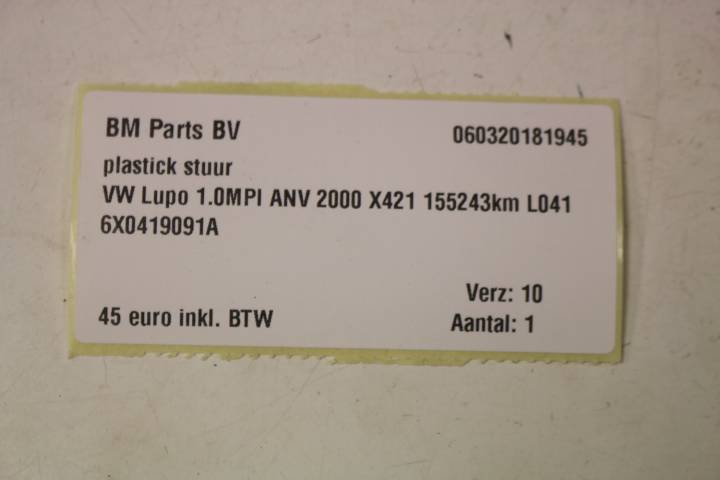 BM Parts BV 060320181945
plastick stuur
VW Lupo 1.0MPI ANV 2000 X421 155243km L041
6X0419091A
Verz: 10
45 euro inkl. BTW Aantal: 1